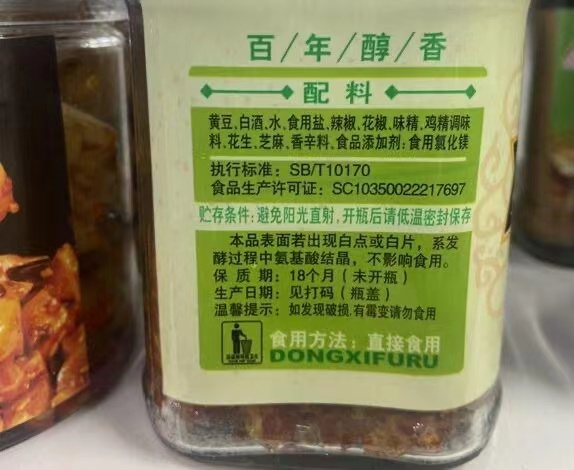 百/年/醇/香
配料
黄豆、白酒、水、食用盐、辣椒、花椒、味精、鸡精调味
料、花生、芝麻、香辛料、食品添加剂:食用氯化镁
执行标准: SB/T10170
食品生产许可证: SC10350022217697
贮存条件:避免阳光直射,开瓶后请低温密封保存
本品表面若出现白点或白片，系发
酵过程中氨基酸结晶，不影响食用。
保质期: 18个月(未开瓶)
生产日期: 见打码(瓶盖)
温馨提示: 如发现破损,有霉变请勿食用
食用方法: 直接食用
DONGXIFURU